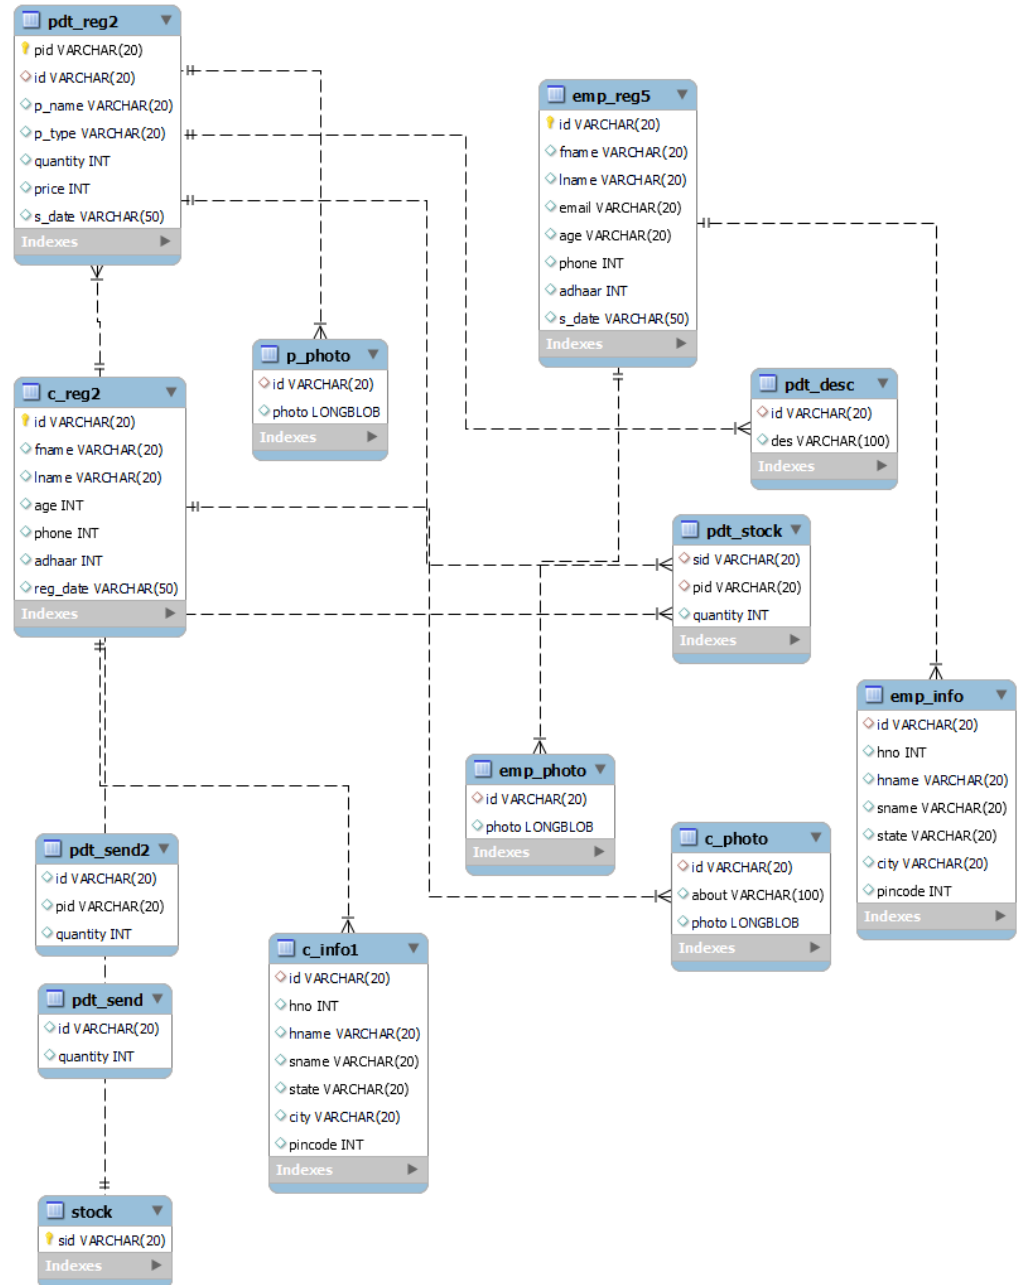 pdt_reg2
pid VARCHAR(20)
id VARCHAR(20)
p_name VARCHAR(20)
p_type VARCHAR(20)
quantity INT
price INT
s_date VARCHAR(50)
Indexes
emp_reg5
id VARCHAR(20)
fname VARCHAR(20)
lname VARCHAR(20)
email VARCHAR(20)
age VARCHAR(20)
phone INT
adhaar INT
s_date VARCHAR(50)
Indexes
p_photo
id VARCHAR(20)
photo LONGBLOB
Indexes
c_reg2
id VARCHAR(20)
fname VARCHAR(20)
lname VARCHAR(20)
age INT
phone INT
adhaar INT
reg_date VARCHAR(50)
Indexes
pdt_desc
id VARCHAR(20)
des VARCHAR(100)
Indexes
pdt_stock
sid VARCHAR(20)
pid VARCHAR(20)
quantity INT
Indexes
emp_info
id VARCHAR(20)
hno INT
hname VARCHAR(20)
sname VARCHAR(20)
state VARCHAR(20)
city VARCHAR(20)
pincode INT
Indexes
emp_photo
id VARCHAR(20)
photo LONGBLOB
Indexes
c_photo
id VARCHAR(20)
about VARCHAR(100)
photo LONGBLOB
Indexes
pdt_send2
id VARCHAR(20)
pid VARCHAR(20)
quantity INT
c_info1
id VARCHAR(20)
hno INT
hname VARCHAR(20)
sname VARCHAR(20)
state VARCHAR(20)
city VARCHAR(20)
pincode INT
Indexes
pdt_send
id VARCHAR(20)
quantity INT
stock
sid VARCHAR(20)
Indexes